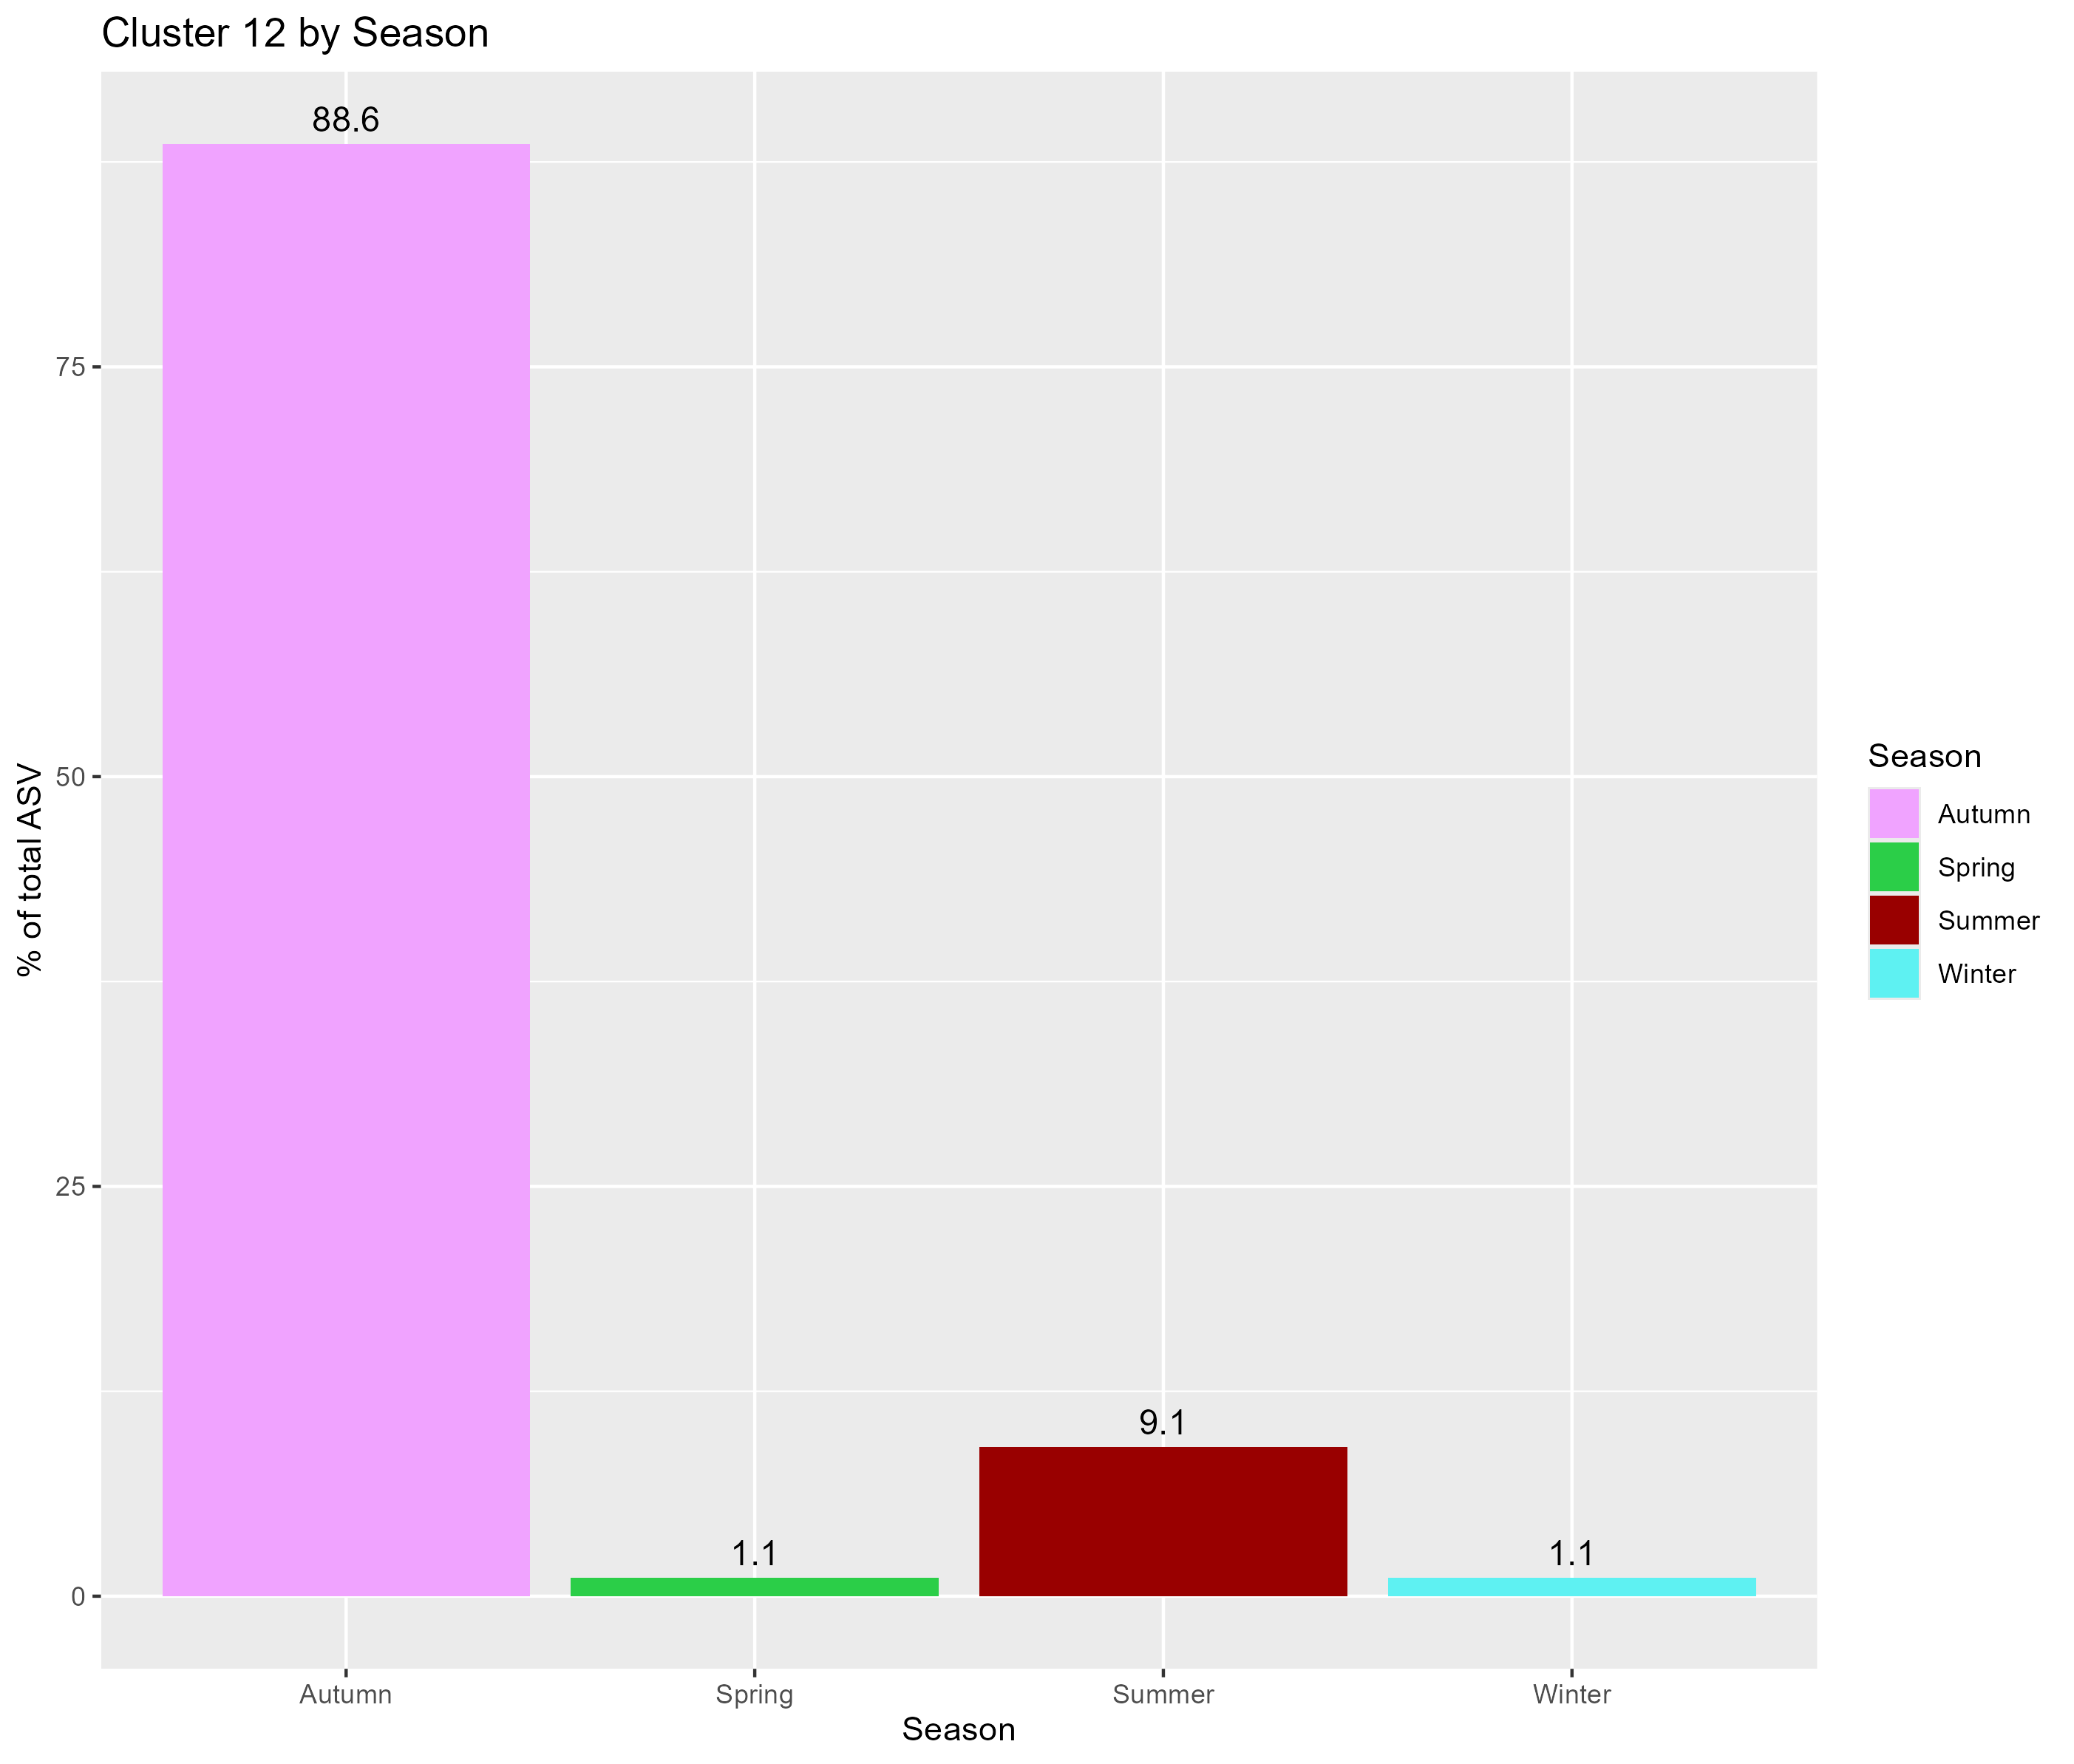 Cluster 12 by Season
88.6
1.1
9.1
1.1
75
50
25
0
% of total ASV
Autumn
Spring
Summer
Winter
Season
Season
Autumn
Spring
Summer
Winter